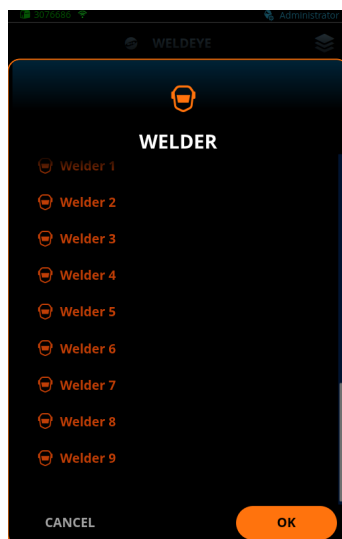 3076686 Administrator
WELDEYE
WELDER
Welder 1
Welder 2
Welder 3
Welder 4
Welder 5
Welder 6
Welder 7
Welder 8
Welder 9
CANCEL OK